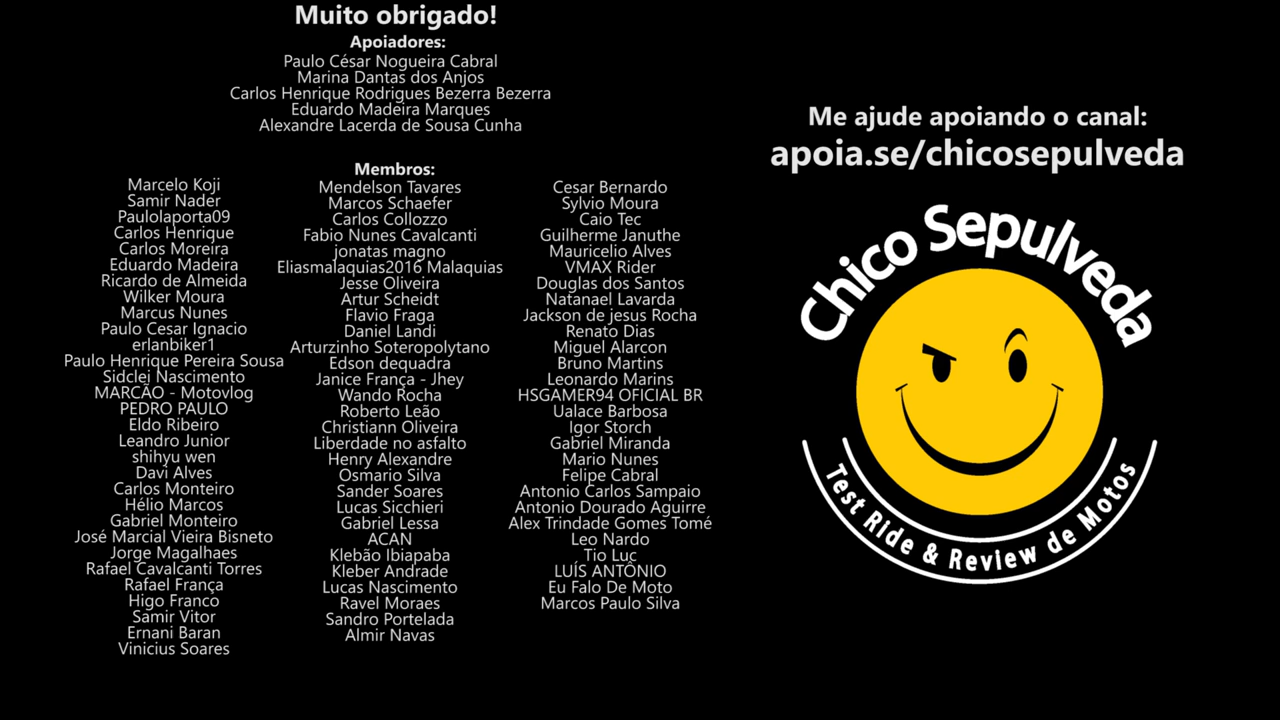 Muito obrigado!
Apoiadores:
Paulo César Nogueira Cabral
Marina Dantas dos Anjos
Carlos Henrique Rodrigues Bezerra Bezerra
Eduardo Madeira Marques
Alexandre Lacerda de Sousa Cunha
Membros:
Marcelo Koji
Samir Nader
Paulolaporta09
Carlos Henrique
Carlos Moreira
Eduardo Madeira
Ricardo de Almeida
Wilker Moura
Marcus Nunes
Paulo Cesar Ignacio
erlanbiker1
Paulo Henrique Pereira Sousa
Sidclei Nascimento
MARCÃO - Motovlog
PEDRO PAULO
Eldo Ribeiro
Leandro Junior
shihyu wen
Davi Alves
Carlos Monteiro
Hélio Marcos
Gabriel Monteiro
José Marcial Vieira Bisneto
Jorge Magalhaes
Rafael Cavalcanti Torres
Rafael França
Higo Franco
Samir Vitor
Ernani Baran
Vinicius Soares
Mendelson Tavares
Marcos Schaefer
Carlos Collozzo
Fabio Nunes Cavalcanti
jonatas magno
Eliasmalaquias2016 Malaquias
Jesse Oliveira
Artur Scheidt
Flavio Fraga
Daniel Landi
Arturzinho Soteropolytano
Edson dequadra
Janice França - Jhey
Wando Rocha
Roberto Leão
Christiann Oliveira
Liberdade no asfalto
Henry Alexandre
Osmario Silva
Sander Soares
Lucas Sicchieri
Gabriel Lessa
ACAN
Klebão Ibiapaba
Kleber Andrade
Lucas Nascimento
Ravel Moraes
Sandro Portelada
Almir Navas
Cesar Bernardo
Sylvio Moura
Caio Tec
Guilherme Januthe
Mauricelio Alves
VMAX Rider
Douglas dos Santos
Natanael Lavarda
Jackson de jesus Rocha
Renato Dias
Miguel Alarcon
Bruno Martins
Leonardo Marins
HSGAMER94 OFICIAL BR
Ualace Barbosa
Igor Storch
Gabriel Miranda
Mario Nunes
Felipe Cabral
Antonio Carlos Sampaio
Antonio Dourado Aguirre
Alex Trindade Gomes Tomé
Leo Nardo
Tio Luc
LUÍS ANTÔNIO
Eu Falo De Moto
Marcos Paulo Silva
Me ajude apoiando o canal:
apoia.se/chicosepulveda
Chico Sepulveda
Test Ride & Review de Motos